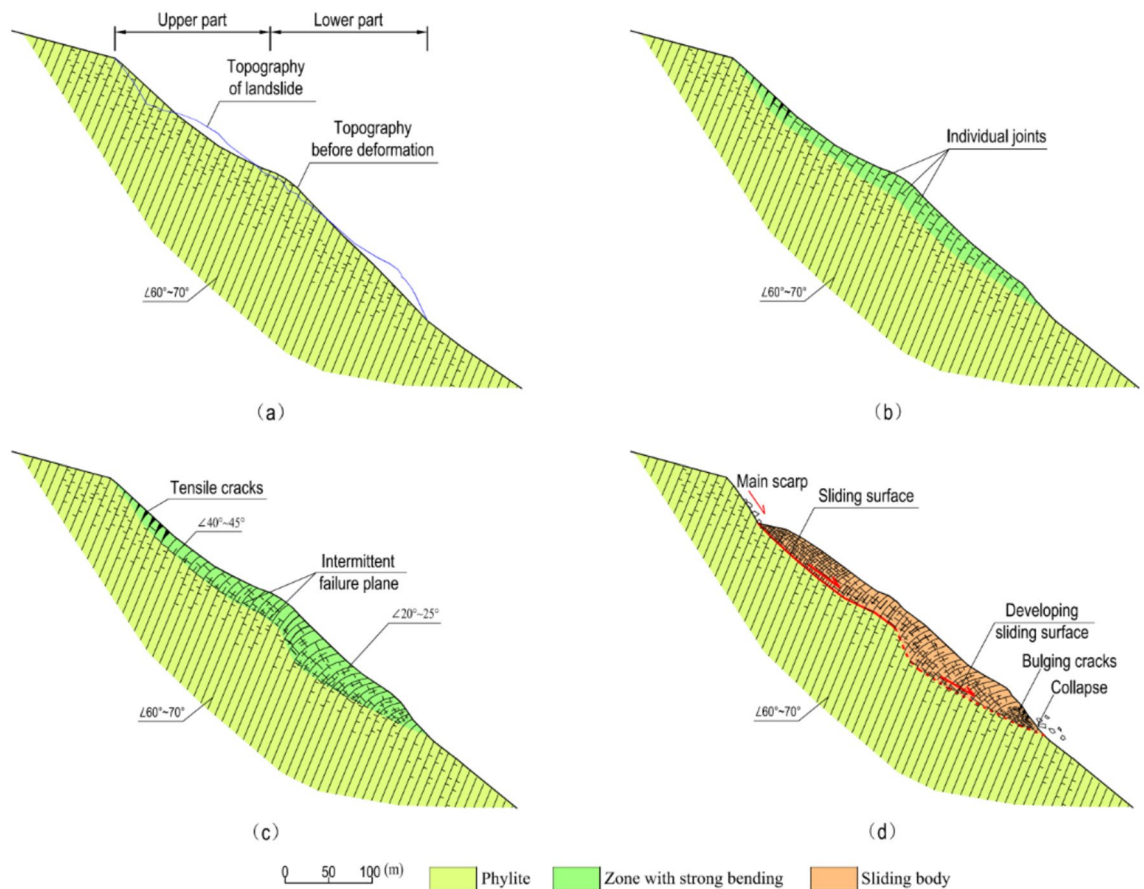 Upper part
Lower part
Topography
of landslide
Topography
before deformation
∠60°~70°
(a)
Individual joints
∠60°~70°
(b)
Tensile cracks
∠40°~45°
Intermittent
failure plane
∠20°~25°
∠60°~70°
(c)
Main scarp
Sliding surface
Developing
sliding surface
Bulging cracks
Collapse
∠60°~70°
(d)
0 50 100 (m)
Phylite
Zone with strong bending
Sliding body